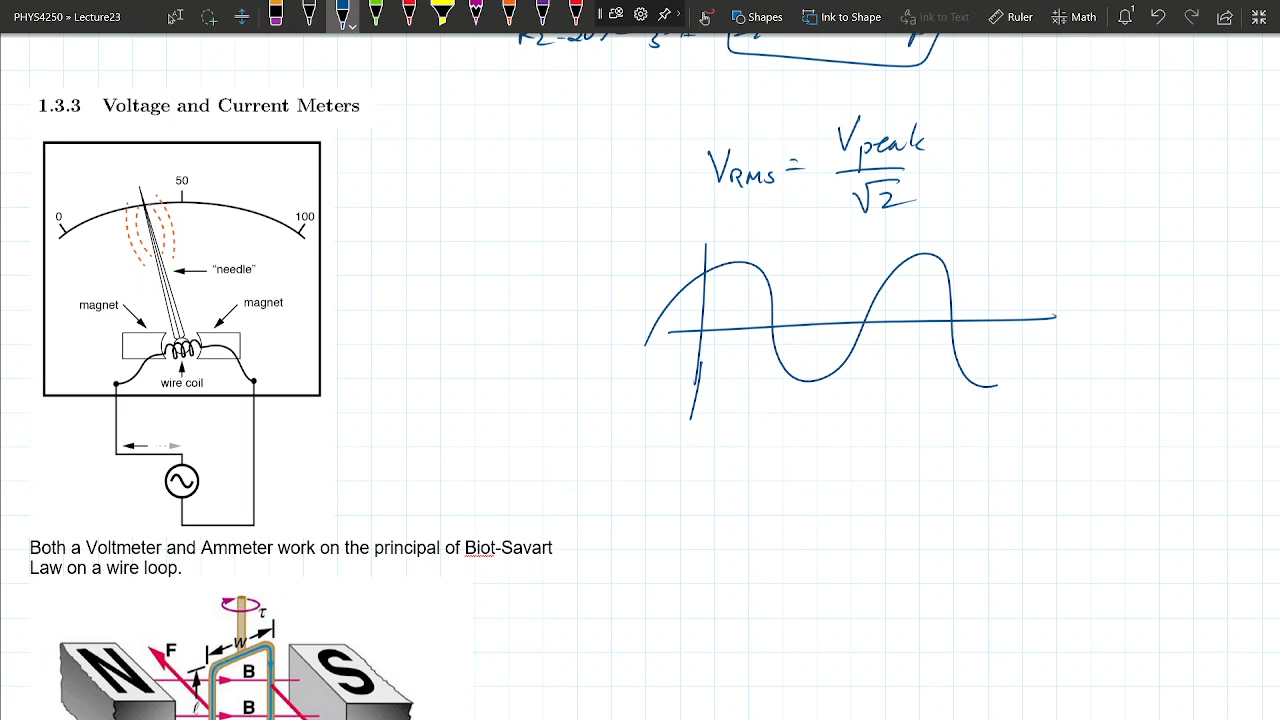 PHYS4250 » Lecture23
Shapes
Ink to Shape
Ink to Text
Ruler
Math
1.3.3 Voltage and Current Meters
0
50
100
"needle"
magnet
magnet
wire coil
V_RMS = V_peak / √2
Both a Voltmeter and Ammeter work on the principal of Biot-Savart
Law on a wire loop.
τ
w
F
N
B
S
l
B